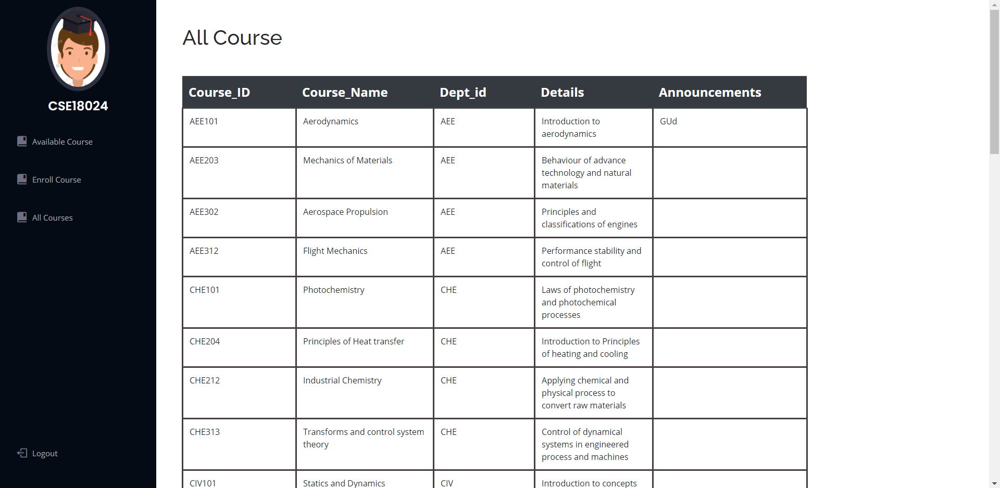 CSE18024
Available Course
Enroll Course
All Courses
Logout
All Course
Course_ID Course_Name Dept_id Details Announcements
AEE101 Aerodynamics AEE Introduction to GUd
aerodynamics
AEE203 Mechanics of Materials AEE Behaviour of advance
technology and natural
materials
AEE302 Aerospace Propulsion AEE Principles and
classifications of engines
AEE312 Flight Mechanics AEE Performance stability and
control of flight
CHE101 Photochemistry CHE Laws of photochemistry
and photochemical
processes
CHE204 Principles of Heat transfer CHE Introduction to Principles
of heating and cooling
CHE212 Industrial Chemistry CHE Applying chemical and
physical process to
convert raw materials
CHE313 Transforms and control system CHE Control of dynamical
theory systems in engineered
process and machines
CIV101 Statics and Dynamics CIV Introduction to concepts